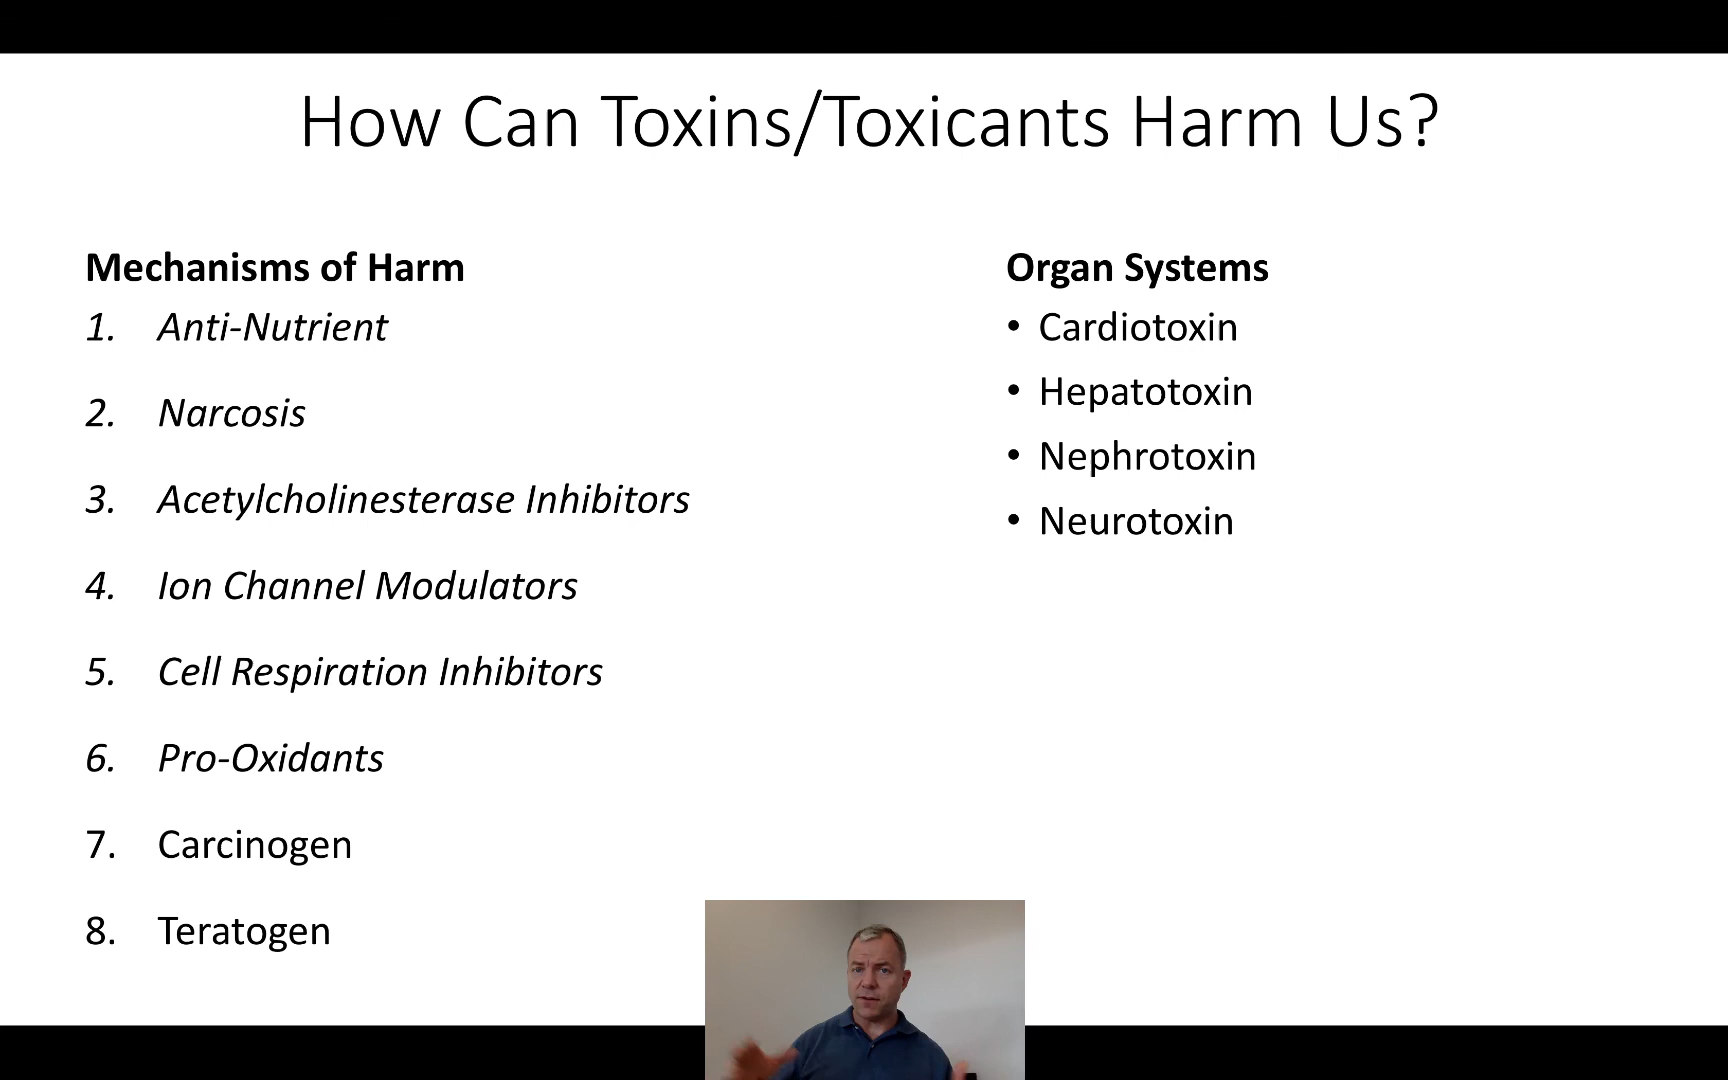 How Can Toxins/Toxicants Harm Us?
Mechanisms of Harm
1. Anti-Nutrient
2. Narcosis
3. Acetylcholinesterase Inhibitors
4. Ion Channel Modulators
5. Cell Respiration Inhibitors
6. Pro-Oxidants
7. Carcinogen
8. Teratogen
Organ Systems
• Cardiotoxin
• Hepatotoxin
• Nephrotoxin
• Neurotoxin